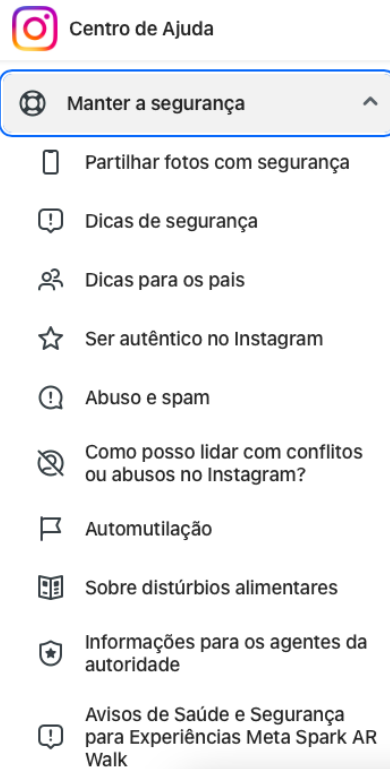 Centro de Ajuda
Manter a segurança
Partilhar fotos com segurança
Dicas de segurança
Dicas para os pais
Ser autêntico no Instagram
Abuso e spam
Como posso lidar com conflitos
ou abusos no Instagram?
Automutilação
Sobre distúrbios alimentares
Informações para os agentes da
autoridade
Avisos de Saúde e Segurança
para Experiências Meta Spark AR
Walk